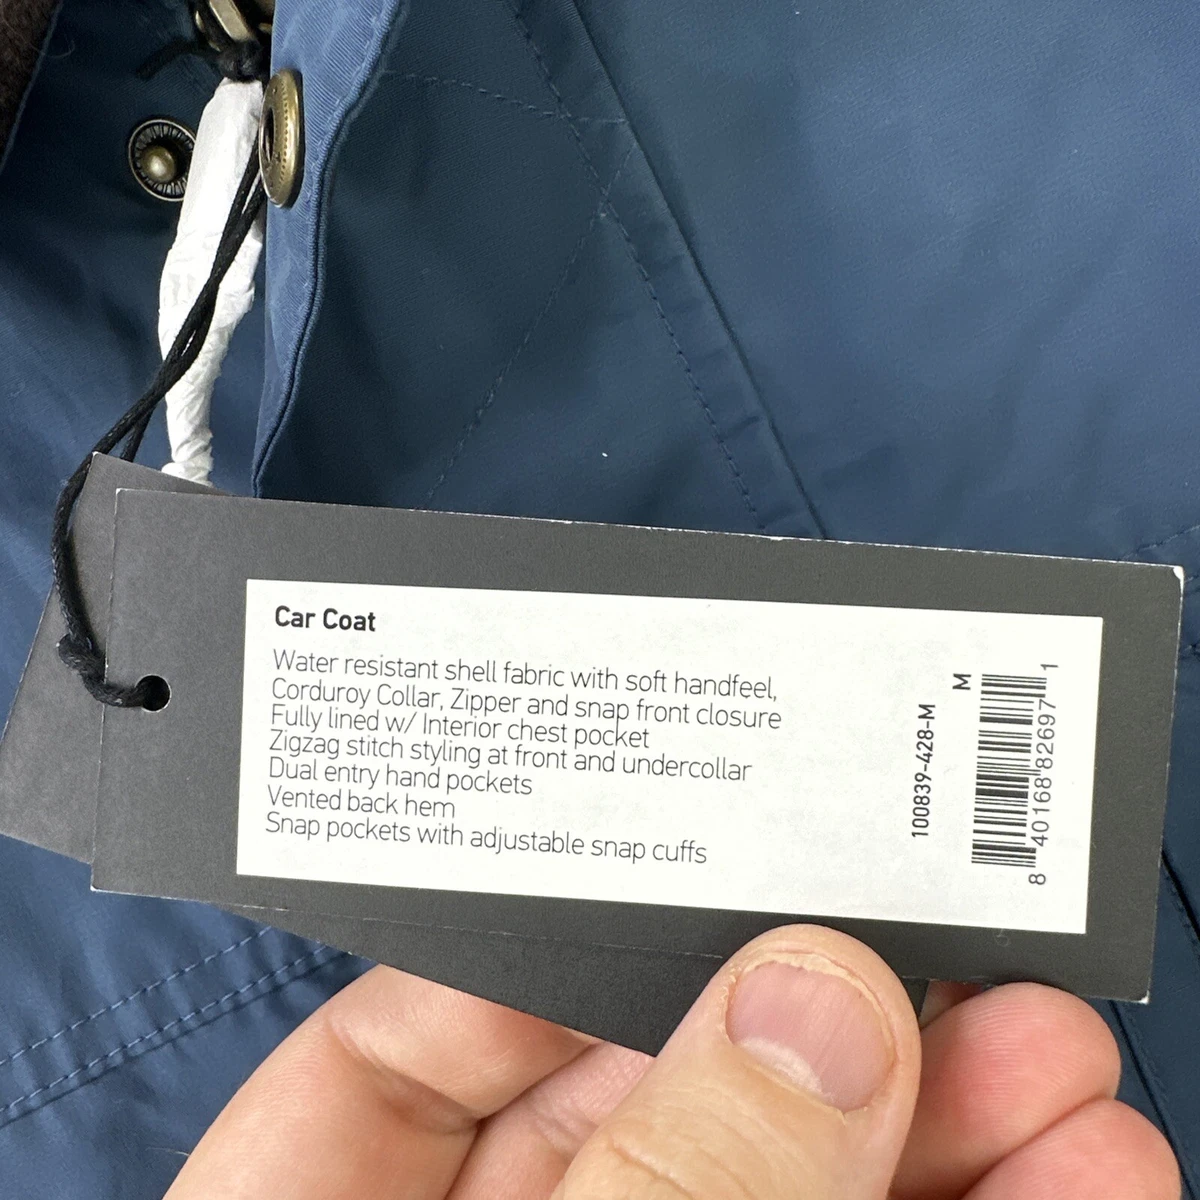 Car Coat
Water resistant shell fabric with soft handfeel,
Corduroy Collar, Zipper and snap front closure
Fully lined w/ Interior chest pocket
Zigzag stitch styling at front and undercollar
Dual entry hand pockets
Vented back hem
Snap pockets with adjustable snap cuffs
100839-428-M
M
8 40168 82697 1